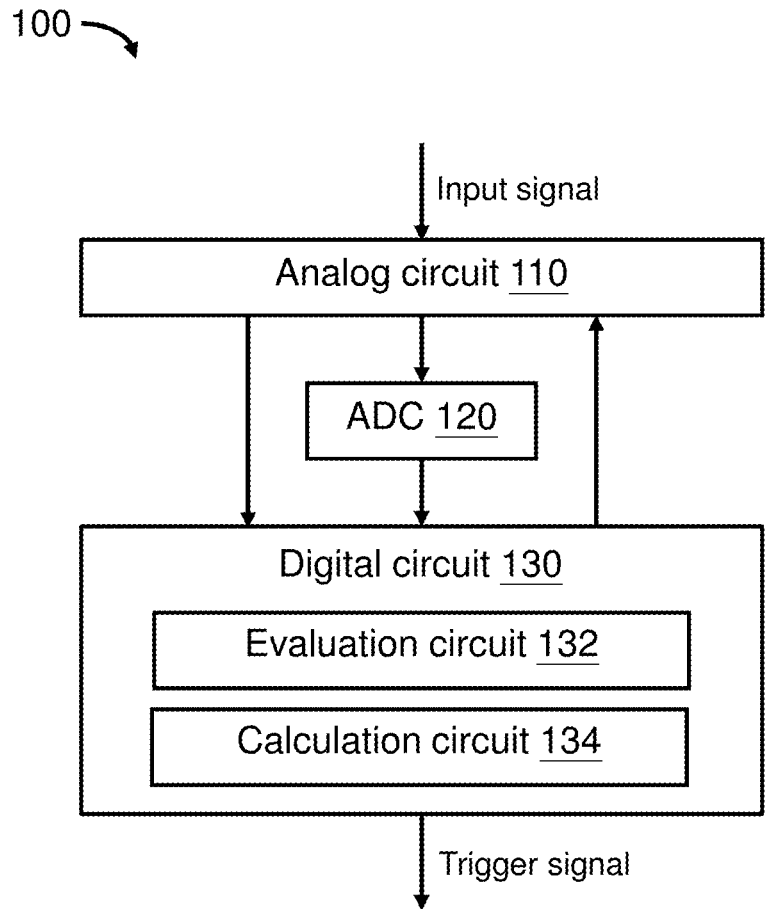 100
Input signal
Analog circuit 110
ADC 120
Digital circuit 130
Evaluation circuit 132
Calculation circuit 134
Trigger signal